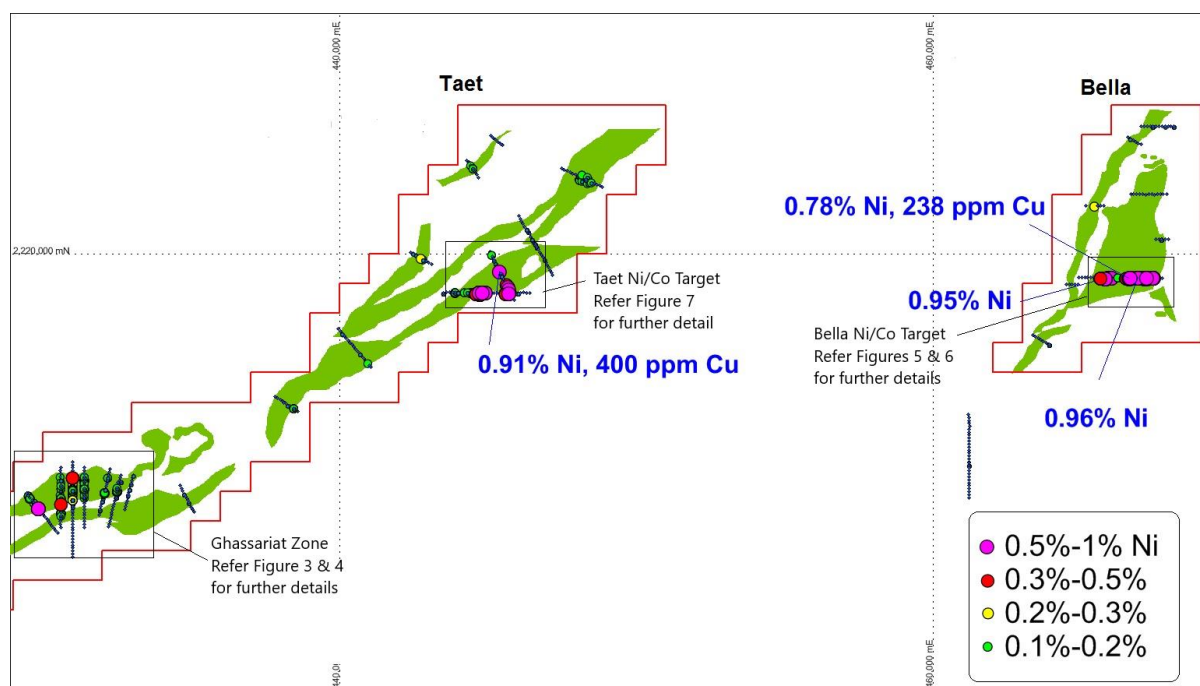 440,000 mE
460,000 mE
Taet
Bella
0.78% Ni, 238 ppm Cu
2,220,000 mN
Taet Ni/Co Target
Refer Figure 7
for further detail
0.95% Ni
Bella Ni/Co Target
Refer Figures 5 & 6
for further details
0.91% Ni, 400 ppm Cu
0.96% Ni
Ghassariat Zone
Refer Figure 3 & 4
for further details
0.5%-1% Ni
0.3%-0.5%
0.2%-0.3%
0.1%-0.2%
460,000 mE